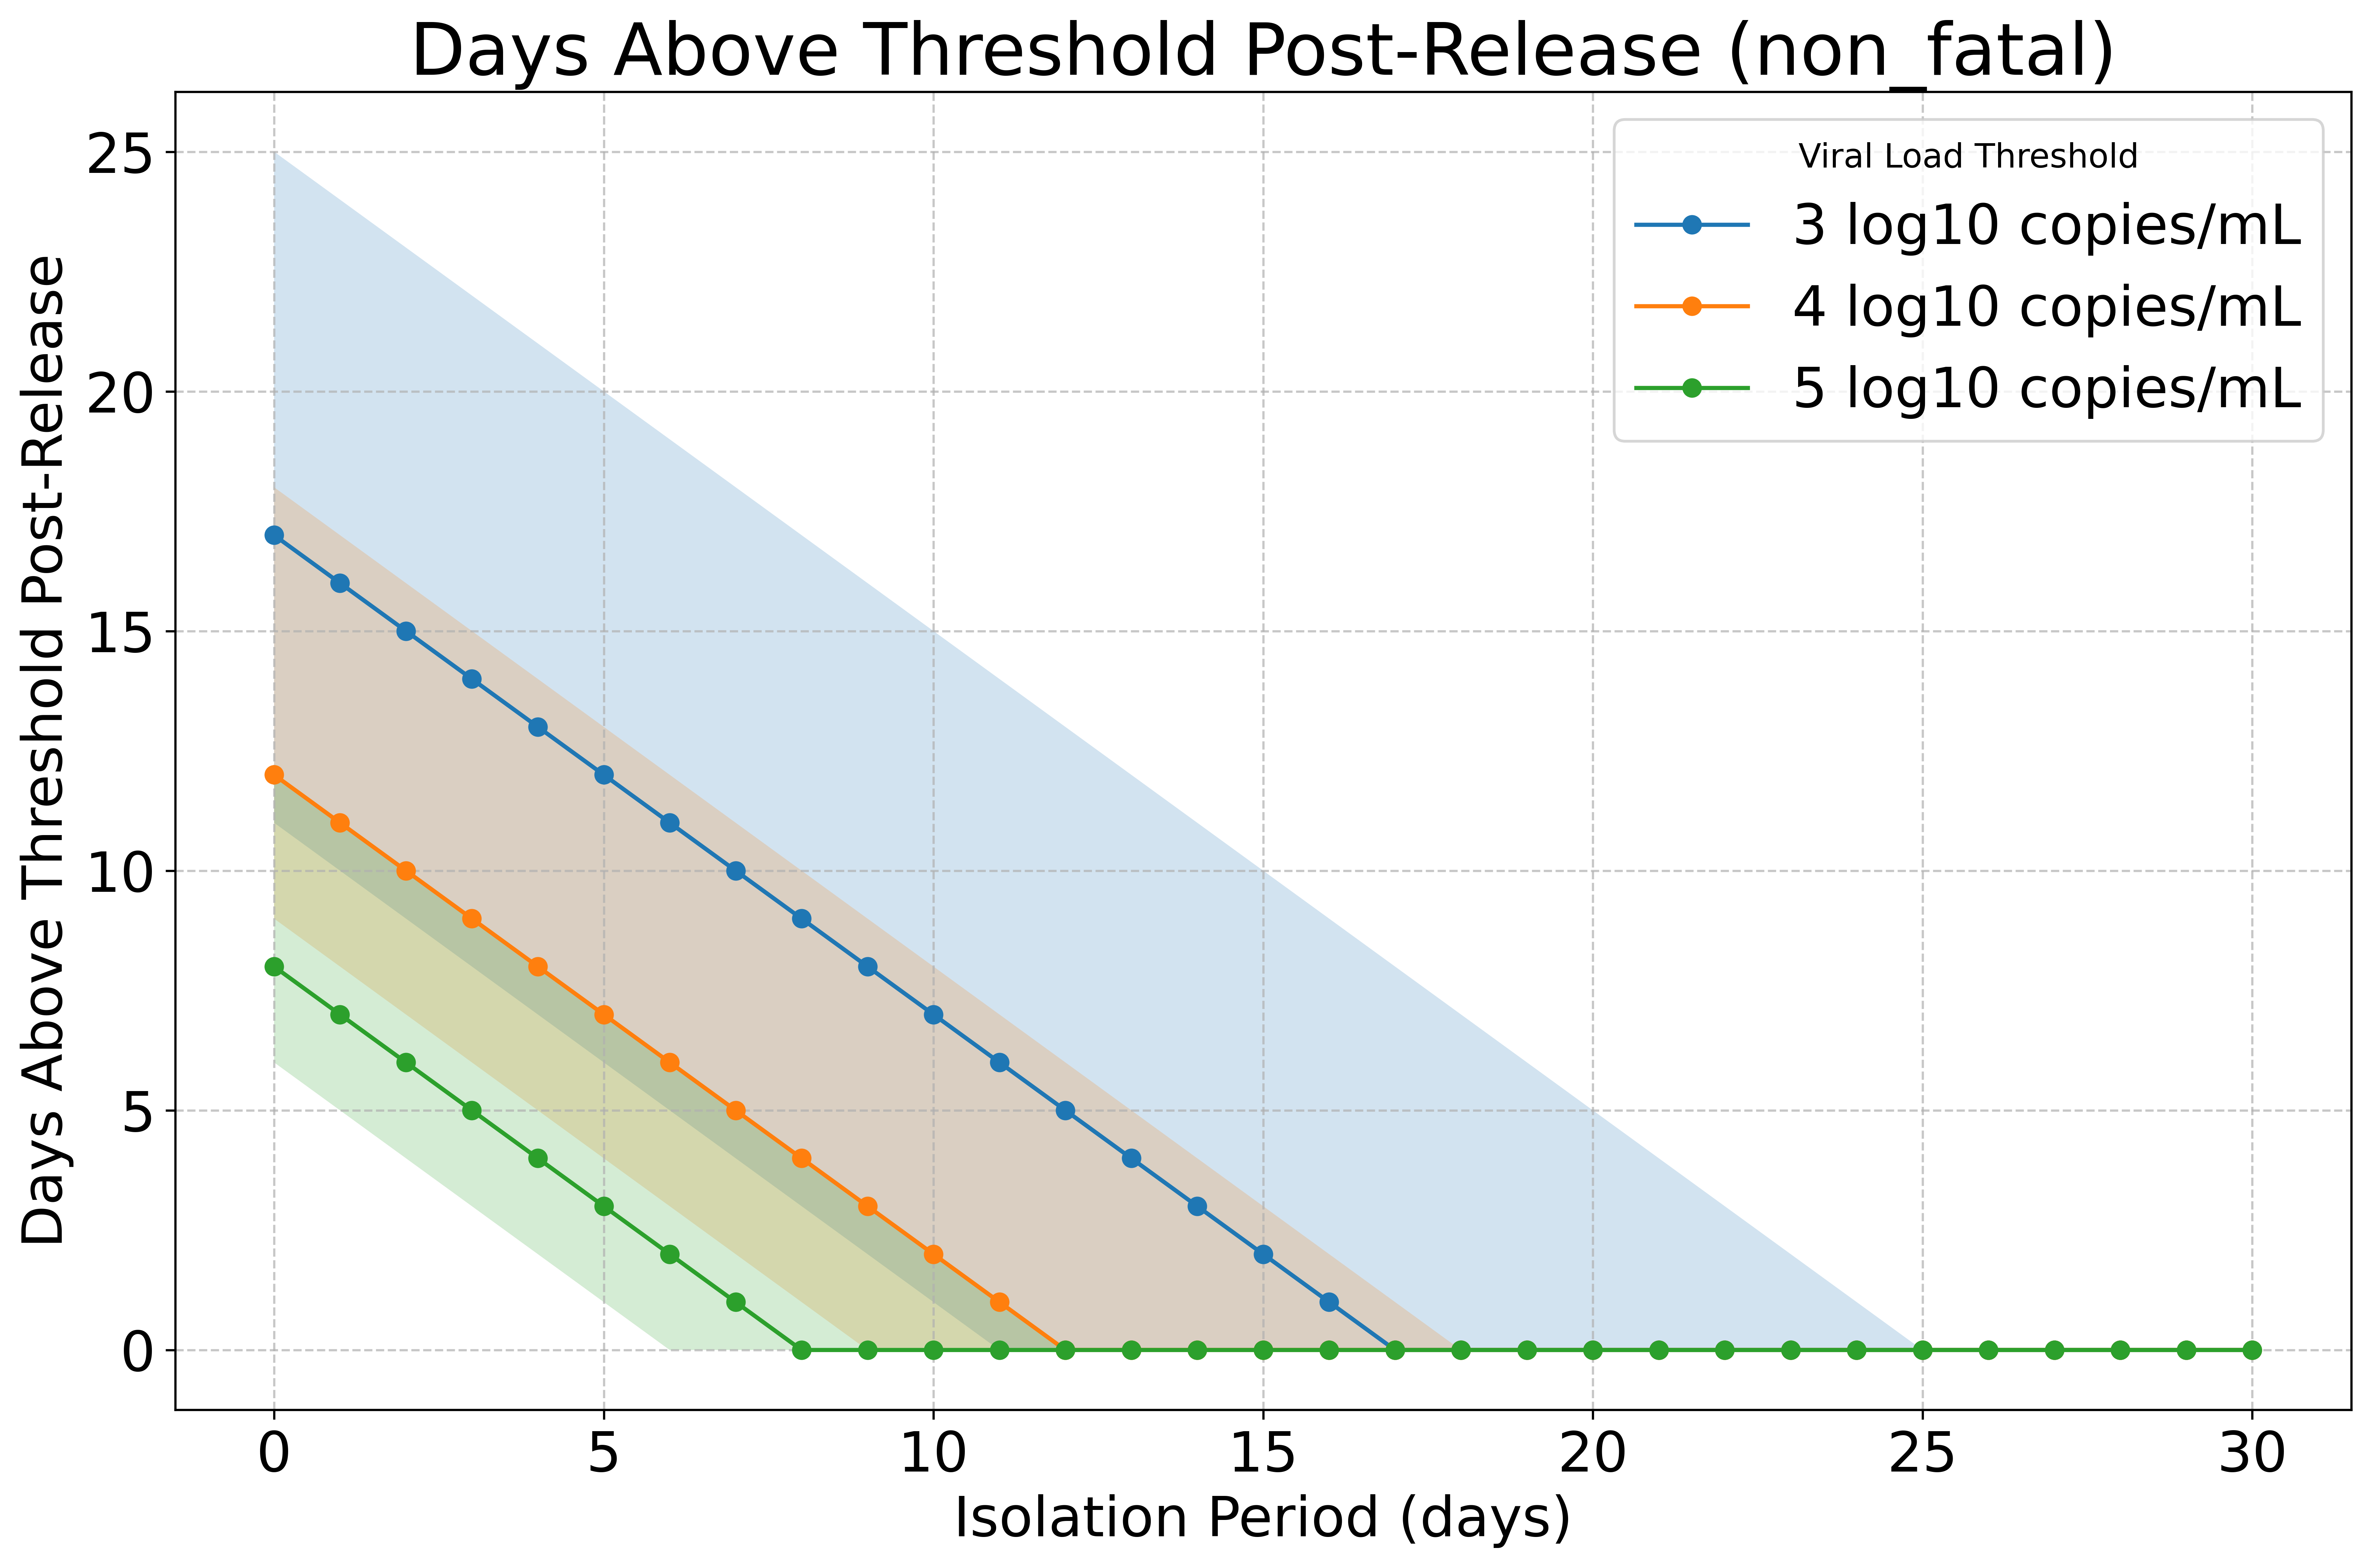 Days Above Threshold Post-Release (non_fatal)
Days Above Threshold Post-Release
25
20
15
10
5
0
Viral Load Threshold
3 log10 copies/mL
4 log10 copies/mL
5 log10 copies/mL
0 5 10 15 20 25 30
Isolation Period (days)